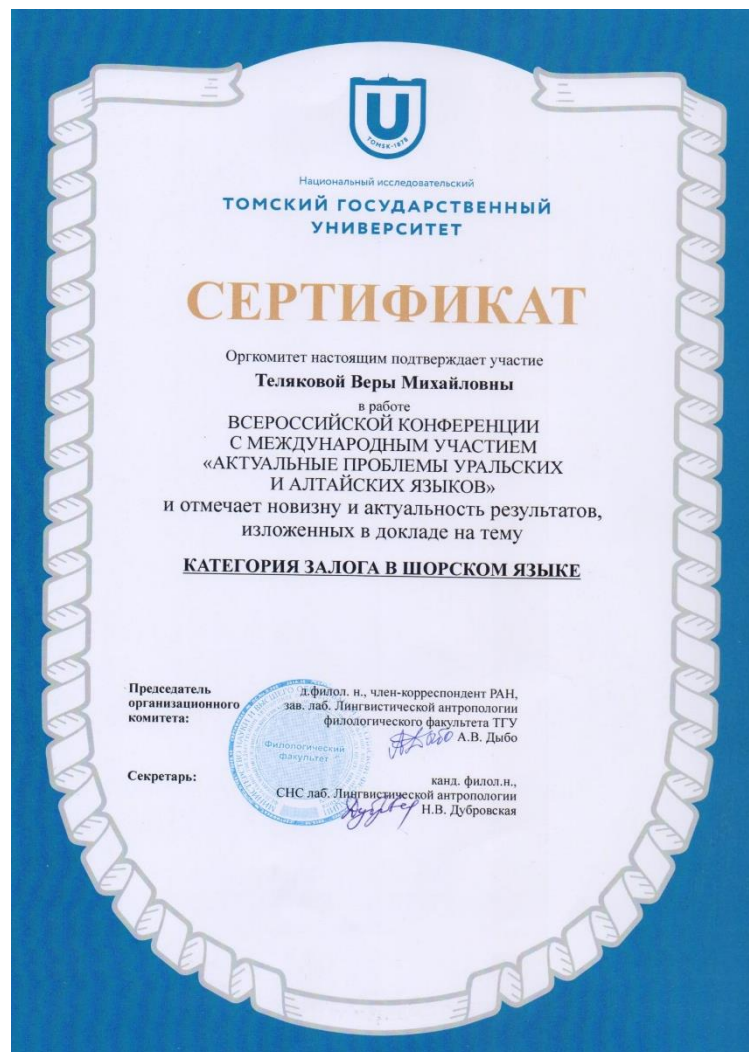 TOMSK-1878
Национальный исследовательский
ТОМСКИЙ ГОСУДАРСТВЕННЫЙ
УНИВЕРСИТЕТ
СЕРТИФИКАТ
Оргкомитет настоящим подтверждает участие
Теляковой Веры Михайловны
в работе
ВСЕРОССИЙСКОЙ КОНФЕРЕНЦИИ
С МЕЖДУНАРОДНЫМ УЧАСТИЕМ
«АКТУАЛЬНЫЕ ПРОБЛЕМЫ УРАЛЬСКИХ
И АЛТАЙСКИХ ЯЗЫКОВ»
и отмечает новизну и актуальность результатов,
изложенных в докладе на тему
КАТЕГОРИЯ ЗАЛОГА В ШОРСКОМ ЯЗЫКЕ
Председатель
организационного
комитета:
д.филол. н., член-корреспондент РАН,
зав. лаб. Лингвистической антропологии
филологического факультета ТГУ
А.В. Дыбо
Филологический
факультет
Секретарь:
канд. филол.н.,
СНС лаб. Лингвистической антропологии
Н.В. Дубровская